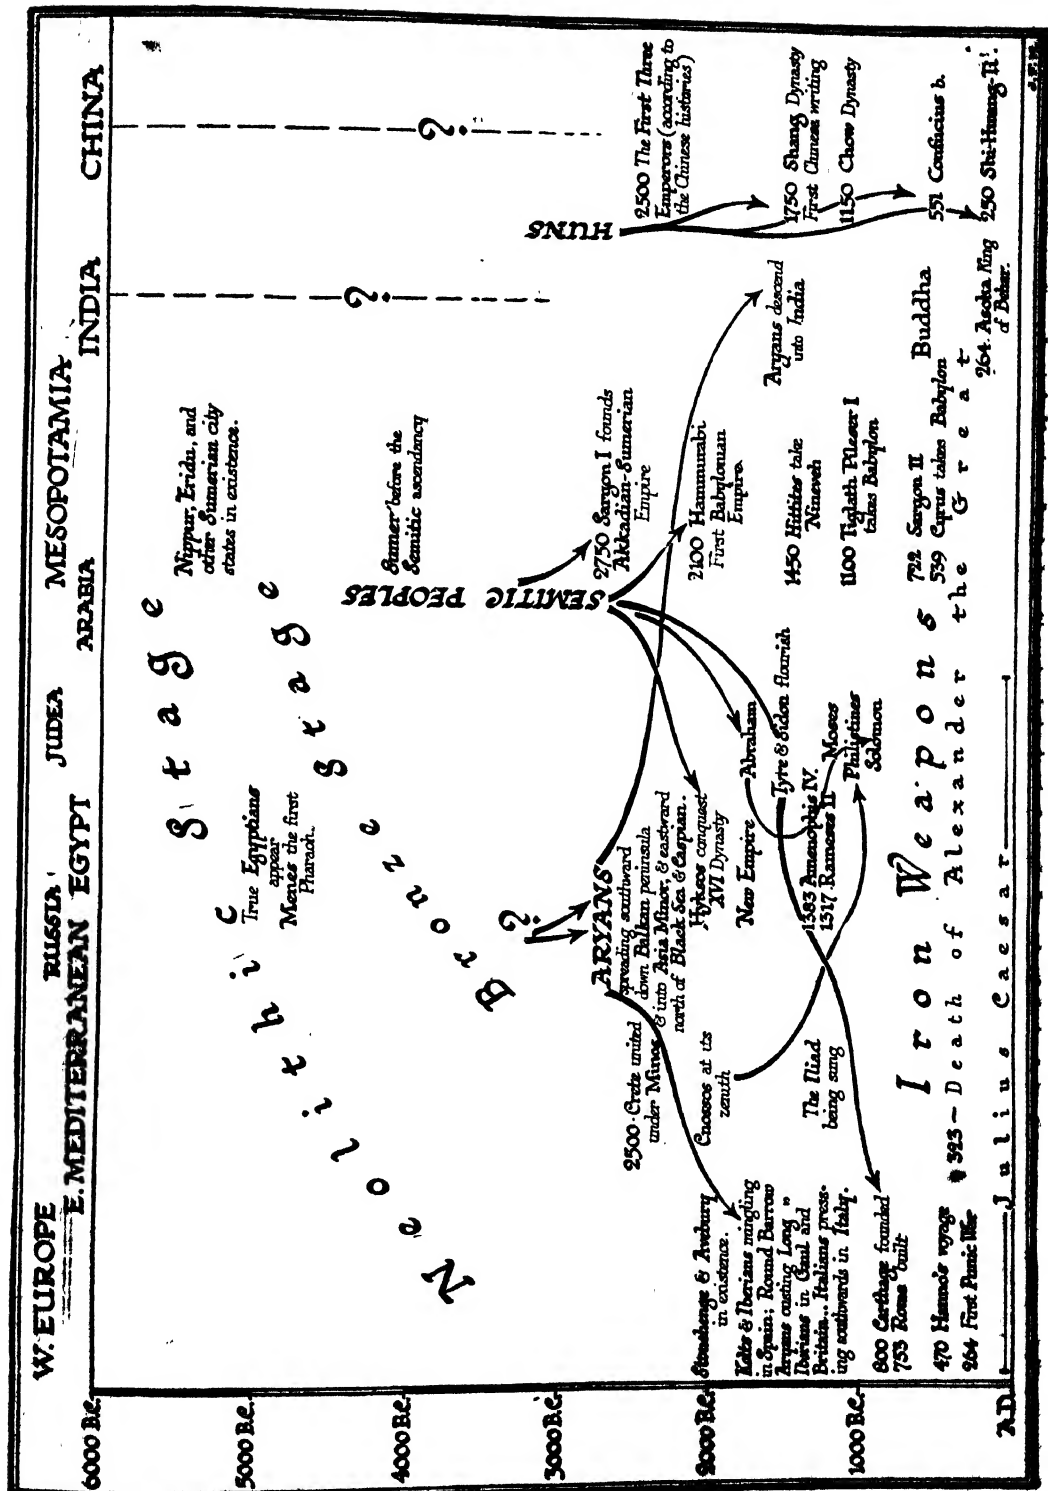 W. EUROPE
RUSSIA
JUDEA
MESOPOTAMIA
E. MEDITERRANEAN EGYPT
ARABIA
INDIA
CHINA
6000 B.C.
5000 B.C.
4000 B.C.
3000 B.C.
2000 B.C.
1000 B.C.
A.D.
Neolithic Stage
Bronze Stage
True Egyptians
appear
Menes the first
Pharaoh.
Nippur, Eridu, and
other Sumerian city
states in existence.
Sumer before the
Semitic ascendancy
?
?
?
SEMITIC PEOPLES
HUNS
ARYANS
spreading southward
down Balkan peninsula
& into Asia Minor, & eastward
north of Black Sea & Caspian.
2500 Crete united
under Minos
2750 Sargon I founds
Akkadian-Sumerian
Empire
2500 The First Three
Emperors (according to
the Chinese histories)
Stonehenge & Avebury
in existence.
Kelts & Iberians mingling
in Spain; Round Barrow
Aryans ousting Long "
Iberians in Gaul and
Britain... Italians press-
ing southwards in Italy.
Cnossos at its
zenith
Hyksos conquest
XVI Dynasty
New Empire
Abraham
Tyre & Sidon flourish
2100 Hammurabi
First Babylonian
Empire.
Aryans descend
into India
1750 Shang Dynasty
First Chinese writing
1150 Chow Dynasty
The Iliad
being sung
1383 Amenophis IV.
1317 Rameses II
Moses
Philistines
Solomon
1450 Hittites take
Nineveh
1100 Tiglath Pileser I
takes Babylon
800 Carthage founded
753 Rome built
Iron Weapons
722 Sargon II
539 Cyrus takes Babylon
Buddha
551 Confucius b.
470 Hanno's voyage
264 First Punic War
323 - Death of Alexander the Great
264 Asoka King
of Behar.
250 Shi-Huang-Ti.
Julius Caesar
J.F.H.